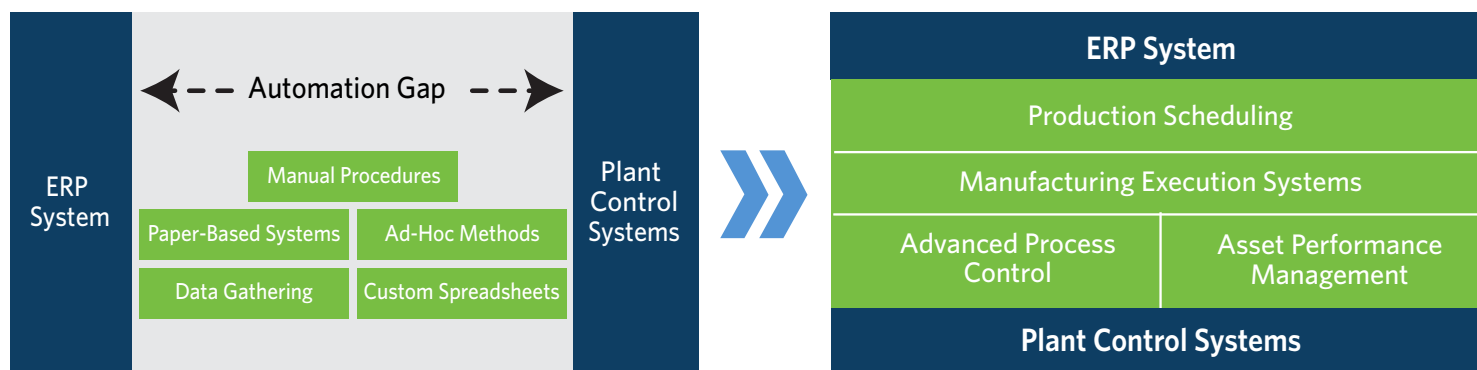 ERP
System
Automation Gap
Manual Procedures
Paper-Based Systems
Ad-Hoc Methods
Data Gathering
Custom Spreadsheets
Plant
Control
Systems
ERP System
Production Scheduling
Manufacturing Execution Systems
Advanced Process
Control
Asset Performance
Management
Plant Control Systems